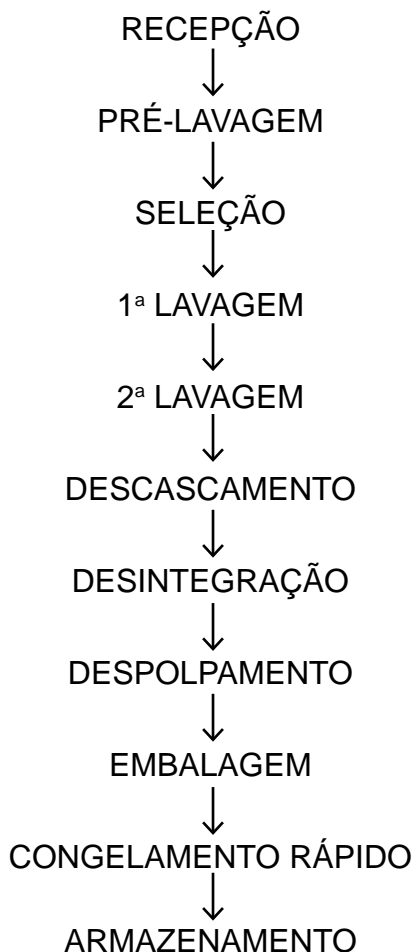 RECEPÇÃO
PRÉ-LAVAGEM
SELEÇÃO
1ª LAVAGEM
2ª LAVAGEM
DESCASCAMENTO
DESINTEGRAÇÃO
DESPOLPAMENTO
EMBALAGEM
CONGELAMENTO RÁPIDO
ARMAZENAMENTO